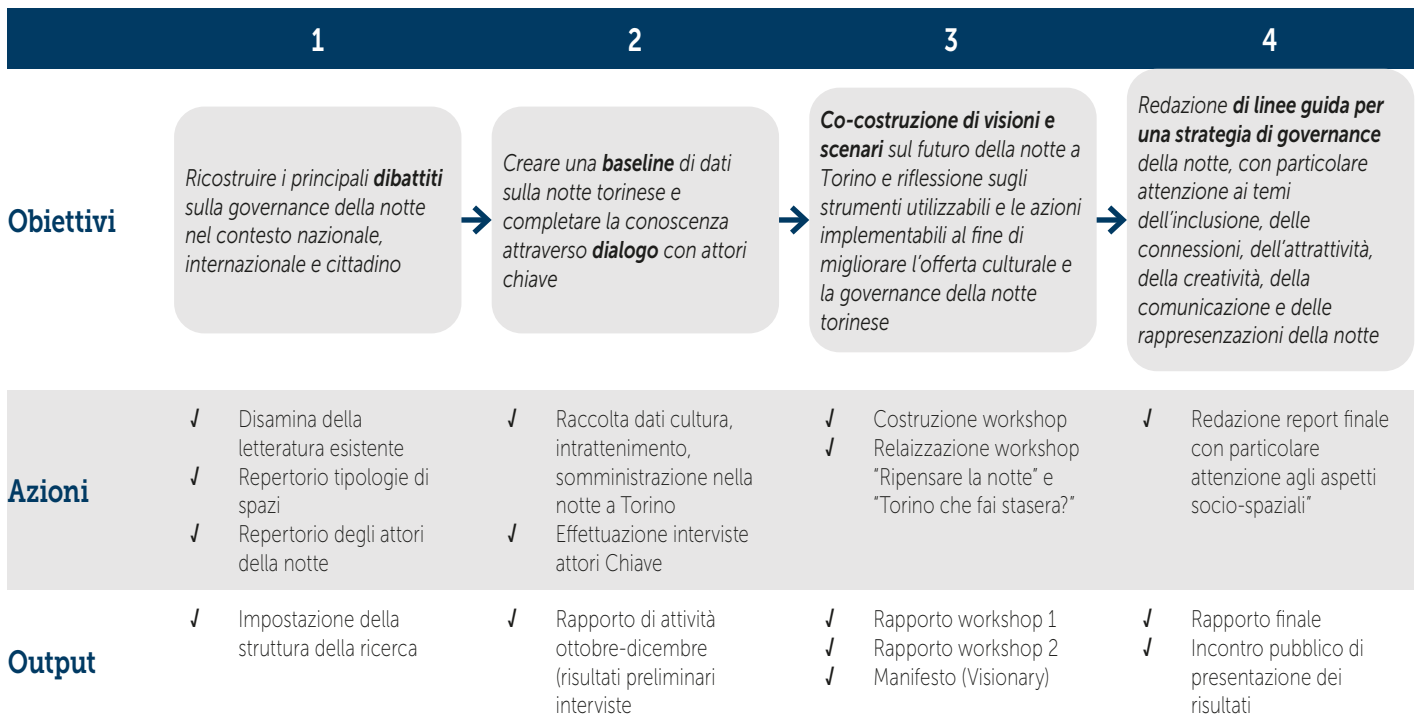 1
2
3
4
Obiettivi
Ricostruire i principali dibattiti
sulla governance della notte
nel contesto nazionale,
internazionale e cittadino
Creare una baseline di dati
sulla notte torinese e
completare la conoscenza
attraverso dialogo con attori
chiave
Co-costruzione di visioni e
scenari sul futuro della notte a
Torino e riflessione sugli
strumenti utilizzabili e le azioni
implementabili al fine di
migliorare l'offerta culturale e
la governance della notte
torinese
Redazione di linee guida per
una strategia di governance
della notte, con particolare
attenzione ai temi
dell'inclusione, delle
connessioni, dell'attrattività,
della creatività, della
comunicazione e delle
rappresenzazioni della notte
Azioni
√ Disamina della
letteratura esistente
√ Repertorio tipologie di
spazi
√ Repertorio degli attori
della notte
√ Raccolta dati cultura,
intrattenimento,
somministrazione nella
notte a Torino
√ Effettuazione interviste
attori Chiave
√ Costruzione workshop
√ Relaizzazione workshop
"Ripensare la notte" e
"Torino che fai stasera?"
√ Redazione report finale
con particolare
attenzione agli aspetti
socio-spaziali"
Output
√ Impostazione della
struttura della ricerca
√ Rapporto di attività
ottobre-dicembre
(risultati preliminari
interviste
√ Rapporto workshop 1
√ Rapporto workshop 2
√ Manifesto (Visionary)
√ Rapporto finale
√ Incontro pubblico di
presentazione dei
risultati